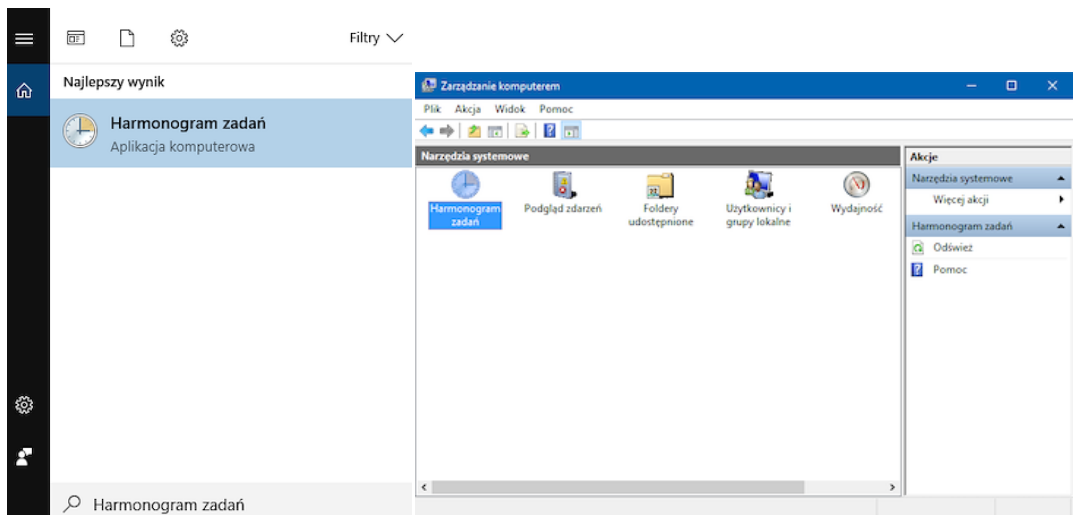 Filtry
Najlepszy wynik
Harmonogram zadań
Aplikacja komputerowa
Harmonogram zadań
Zarządzanie komputerem
Plik Akcja Widok Pomoc
Narzędzia systemowe
Harmonogram
zadań
Podgląd zdarzeń
Foldery
udostępnione
Użytkownicy i
grupy lokalne
Wydajność
Akcje
Narzędzia systemowe
Więcej akcji
Harmonogram zadań
Odśwież
Pomoc